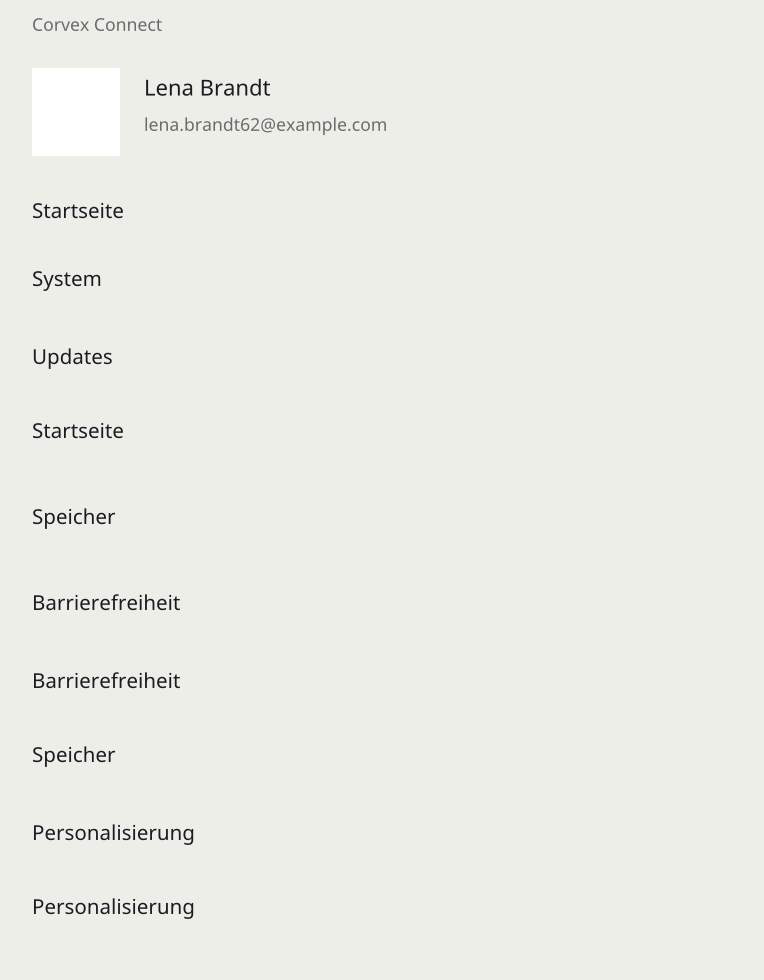 Corvex Connect
Lena Brandt
lena.brandt62@example.com
Startseite
System
Updates
Startseite
Speicher
Barrierefreiheit
Barrierefreiheit
Speicher
Personalisierung
Personalisierung